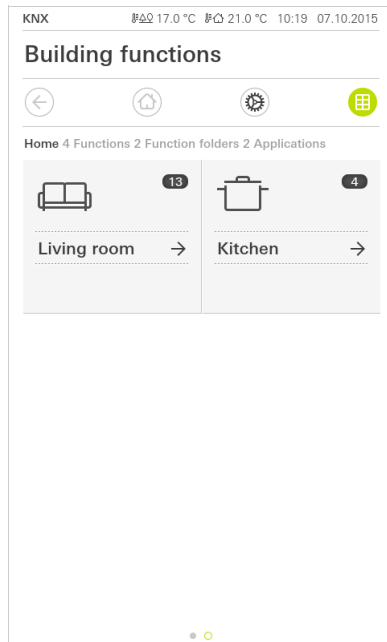 KNX 17.0 °C 21.0 °C 10:19 07.10.2015
Building functions
Home 4 Functions 2 Function folders 2 Applications
13 4
Living room Kitchen